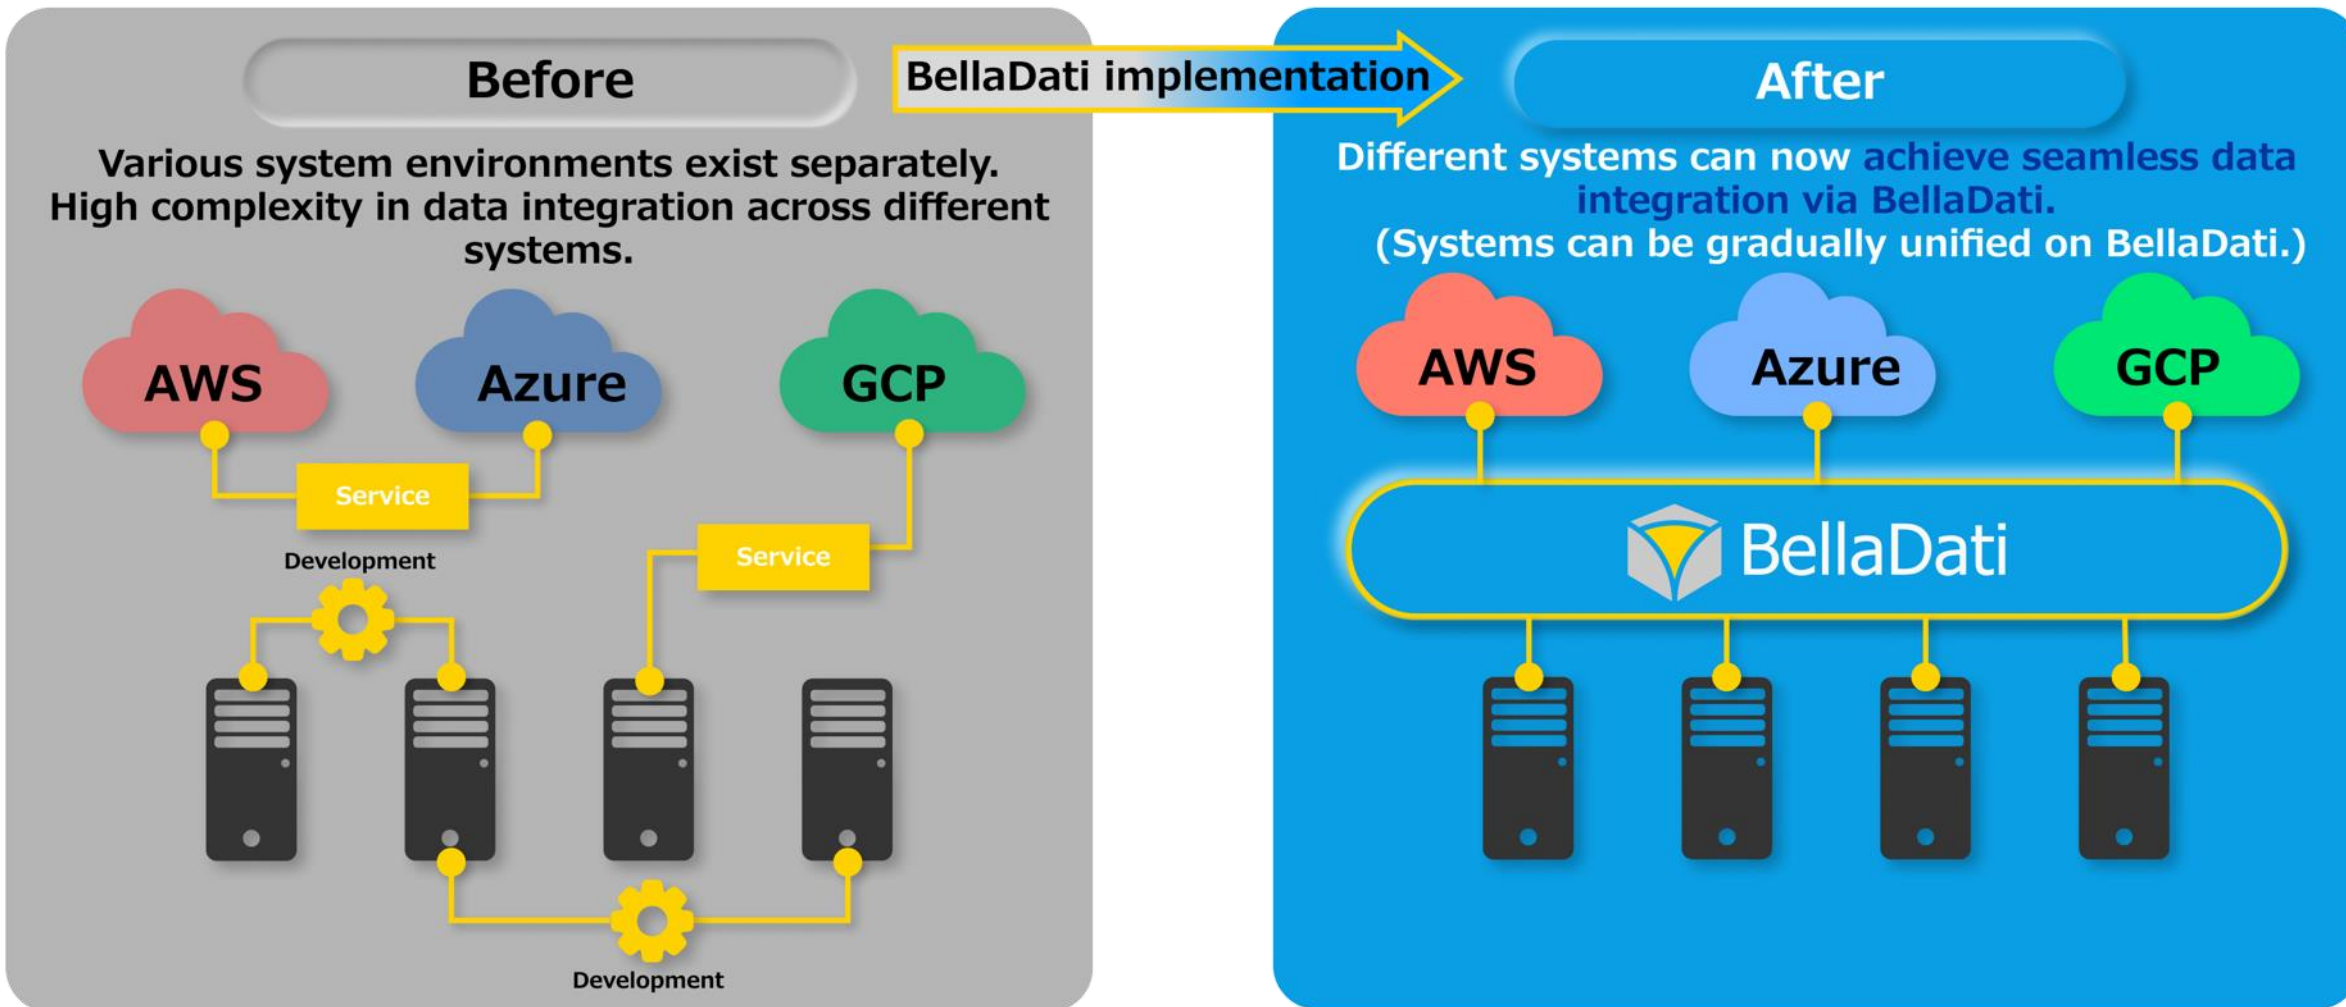 Before
Various system environments exist separately.
High complexity in data integration across different
systems.
AWS
Azure
GCP
Service
Service
Development
Development
BellaDati implementation
After
Different systems can now achieve seamless data
integration via BellaDati.
(Systems can be gradually unified on BellaDati.)
AWS
Azure
GCP
BellaDati